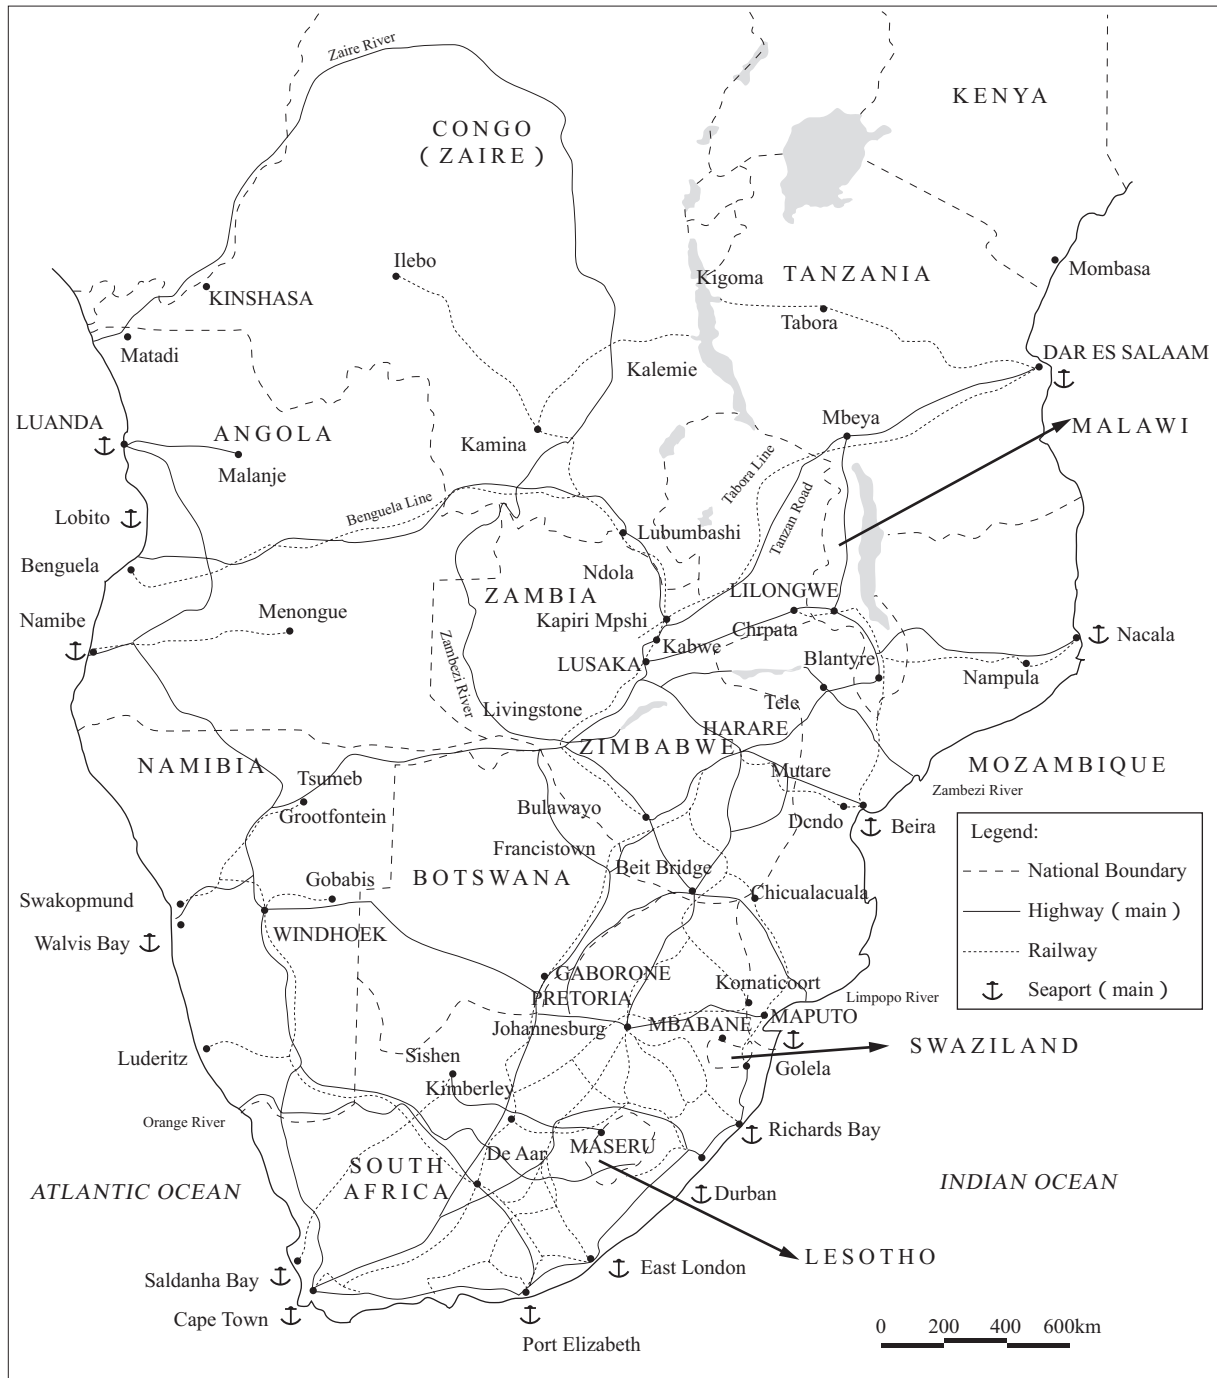 Zaire River
KENYA
CONGO
( ZAIRE )
Ilebo
Kigoma
TANZANIA
Mombasa
KINSHASA
Tabora
Matadi
Kalemie
DAR ES SALAAM
LUANDA
ANGOLA
Kamina
Mbeya
MALAWI
Malanje
Tabora Line
Benguela Line
Tanzan Road
Lobito
Lubumbashi
Benguela
Ndola
ZAMBIA
LILONGWE
Namibe
Menongue
Kapiri Mpshi
Chrpata
Kabwe
Nacala
Zambezi River
LUSAKA
Blantyre
Nampula
Livingstone
Tele
HARARE
ZIMBABWE
NAMIBIA
Tsumeb
Mutare
MOZAMBIQUE
Zambezi River
Grootfontein
Bulawayo
Dcndo
Beira
Legend:
Francistown
Beit Bridge
National Boundary
Gobabis
BOTSWANA
Chicualacuala
Swakopmund
Highway ( main )
WINDHOEK
Walvis Bay
Railway
GABORONE
Komaticoort
Seaport ( main )
PRETORIA
Limpopo River
Johannesburg
MBABANE
MAPUTO
Luderitz
Sishen
SWAZILAND
Kimberley
Golela
Orange River
Richards Bay
MASERU
De Aar
SOUTH
AFRICA
ATLANTIC OCEAN
INDIAN OCEAN
Durban
LESOTHO
East London
Saldanha Bay
Cape Town
Port Elizabeth
0 200 400 600km